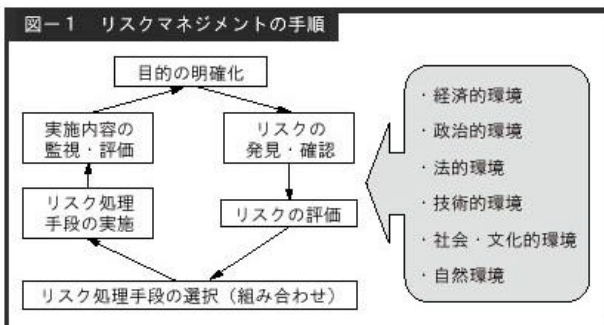 図－1 リスクマネジメントの手順
目的の明確化
実施内容の
監視・評価
リスクの
発見・確認
リスク処理
手段の実施
リスクの評価
リスク処理手段の選択（組み合わせ）
・経済的環境
・政治的環境
・法的環境
・技術的環境
・社会・文化的環境
・自然環境